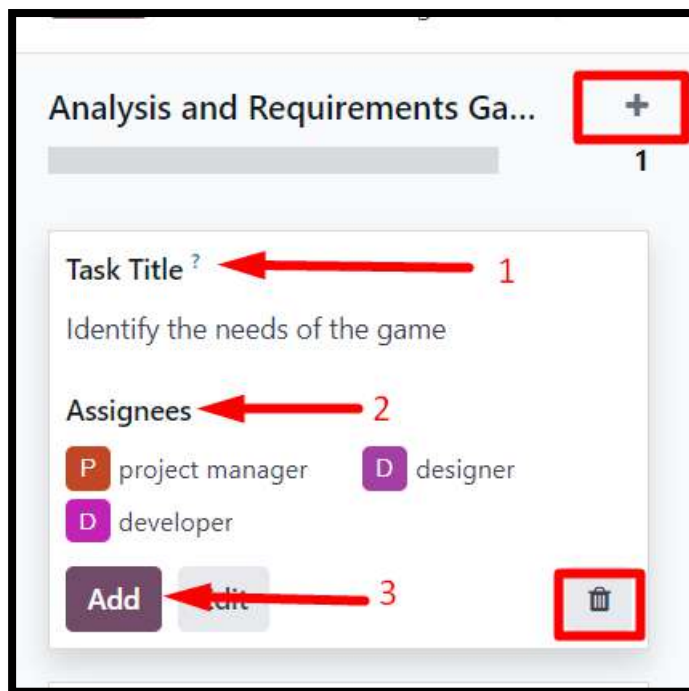 Analysis and Requirements Ga...
+
1
Task Title ? 1
Identify the needs of the game
Assignees 2
P project manager D designer
D developer
Add Edit 3